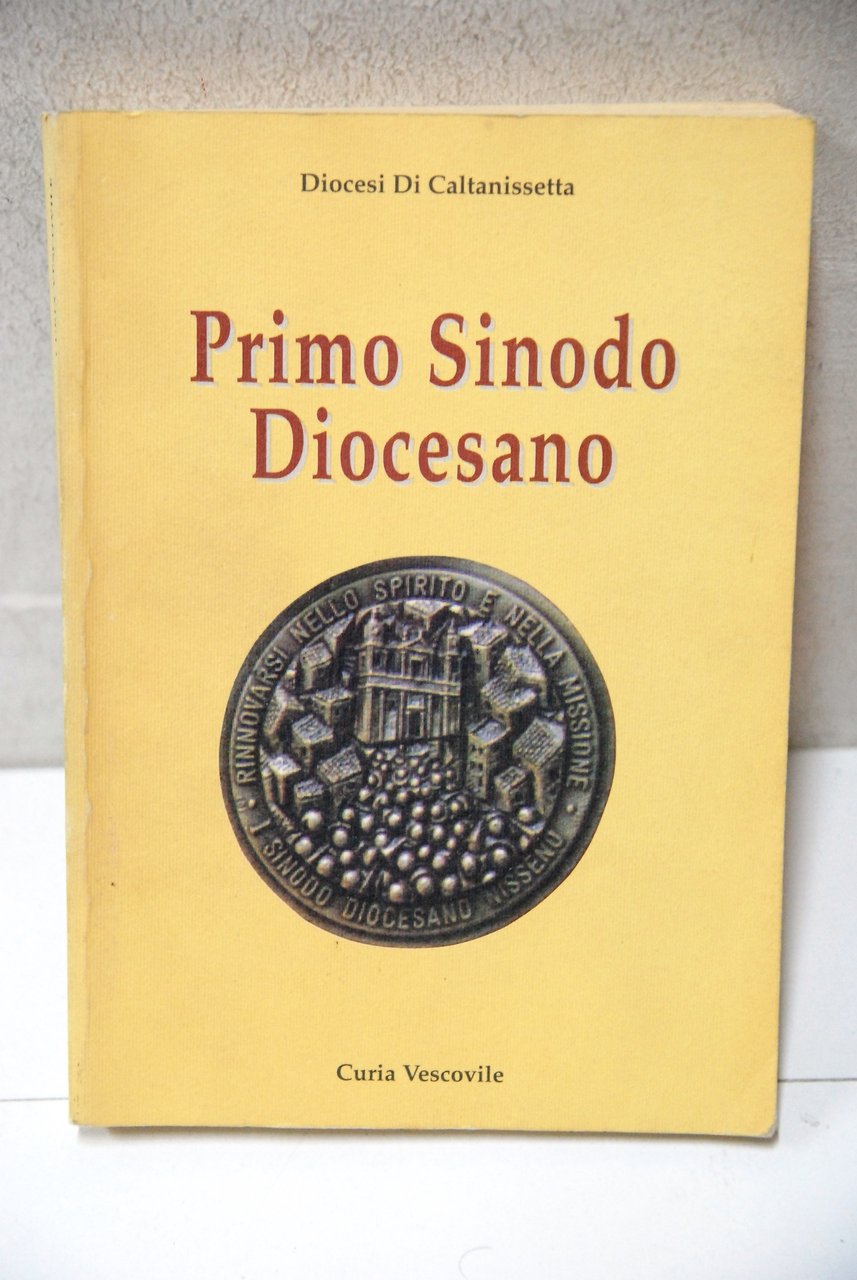 Diocesi Di Caltanissetta
Primo Sinodo
Diocesano
"RINNOVARSI NELLO SPIRITO E NELLA MISSIONE"
I SINODO DIOCESANO NISSENO
Curia Vescovile